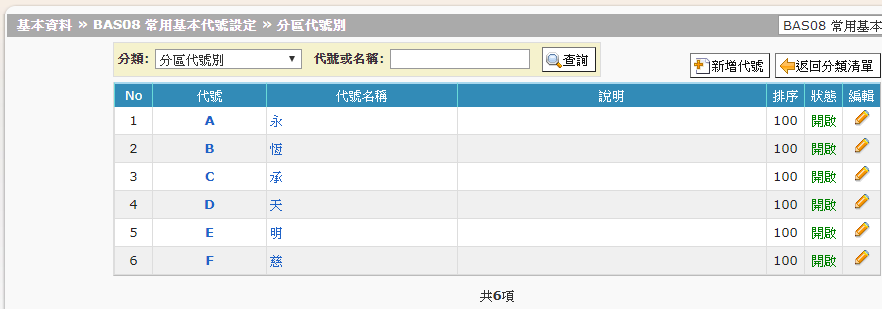 基本資料 » BAS08 常用基本代號設定 » 分區代號別
BAS08 常用基本
分類: 分區代號別 代號或名稱: 查詢
新增代號 返回分類清單
No 代號 代號名稱 說明 排序 狀態 編輯
1 A 永 100 開啟
2 B 恆 100 開啟
3 C 承 100 開啟
4 D 天 100 開啟
5 E 明 100 開啟
6 F 慈 100 開啟
共6項